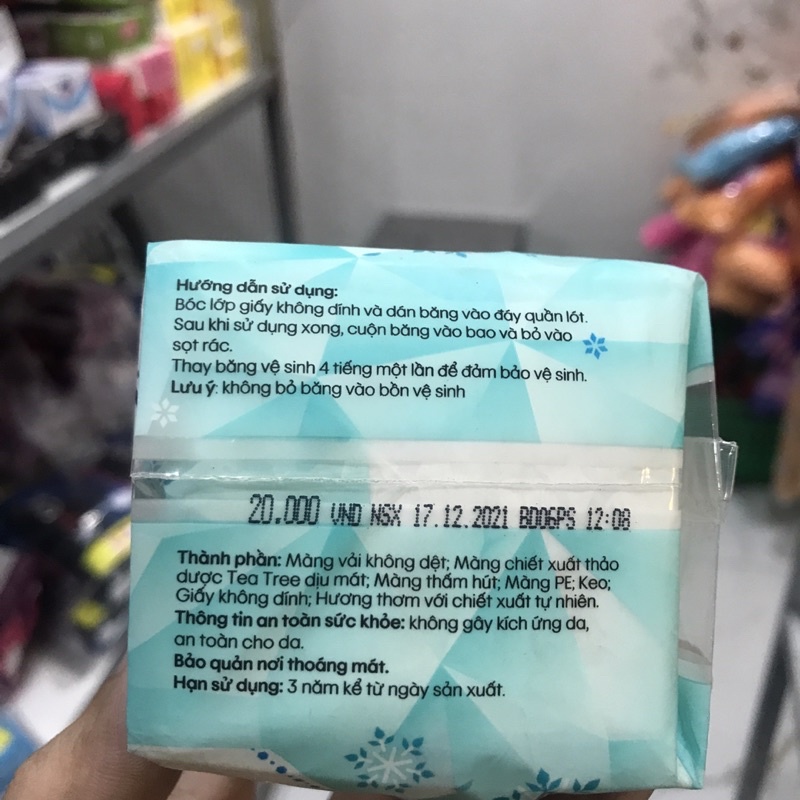 Hướng dẫn sử dụng:
Bóc lớp giấy không dính và dán băng vào đáy quần lót.
Sau khi sử dụng xong, cuộn băng vào bao và bỏ vào
sọt rác.
Thay băng vệ sinh 4 tiếng một lần để đảm bảo vệ sinh.
Lưu ý: không bỏ băng vào bồn vệ sinh
20.000 VND NSX 17.12.2021 BD06PS 12:08
Thành phần: Màng vải không dệt; Màng chiết xuất thảo
dược Tea Tree dịu mát; Màng thấm hút; Màng PE; Keo;
Giấy không dính; Hương thơm với chiết xuất tự nhiên.
Thông tin an toàn sức khỏe: không gây kích ứng da,
an toàn cho da.
Bảo quản nơi thoáng mát.
Hạn sử dụng: 3 năm kể từ ngày sản xuất.